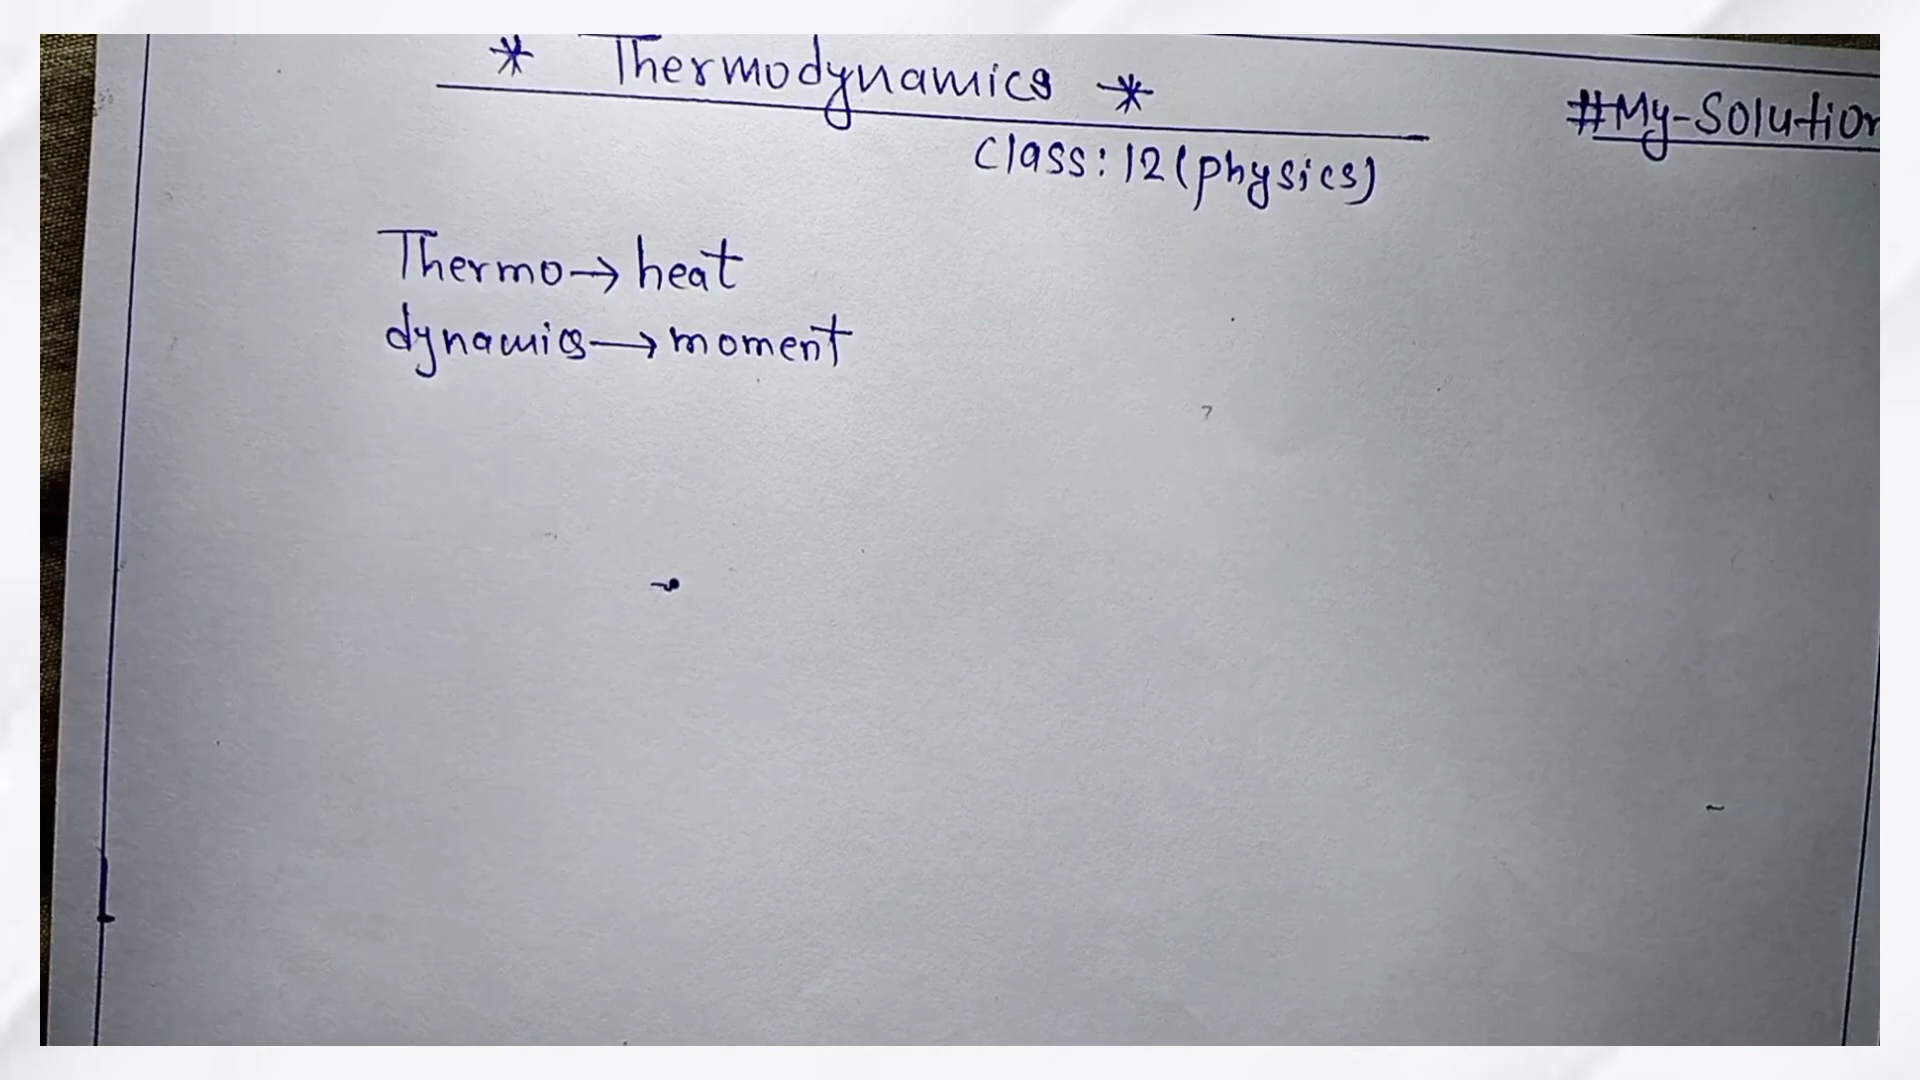 * Thermodynamics *
#My-Solution
Class: 12 (physics)
Thermo → heat
dynamics → moment